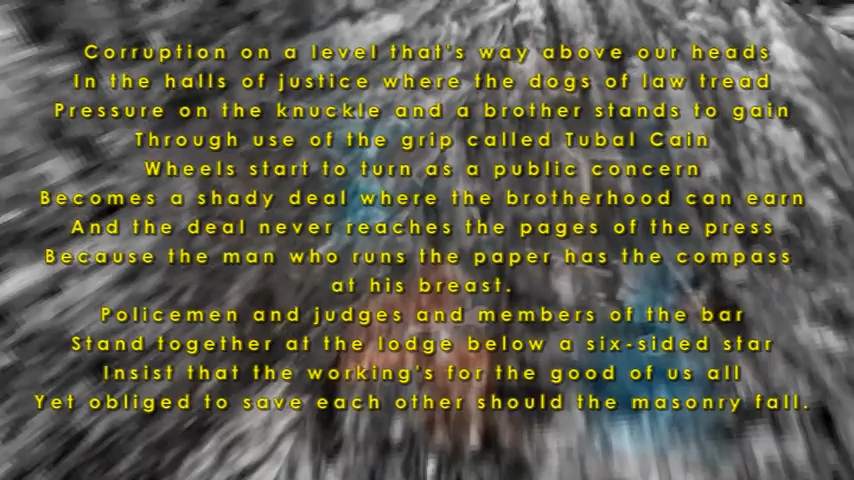 Corruption on a level that's way above our heads
In the halls of justice where the dogs of law tread
Pressure on the knuckle and a brother stands to gain
Through use of the grip called Tubal Cain
Wheels start to turn as a public concern
Becomes a shady deal where the brotherhood can earn
And the deal never reaches the pages of the press
Because the man who runs the paper has the compass
at his breast.
Policemen and judges and members of the bar
Stand together at the lodge below a six-sided star
Insist that the working's for the good of us all
Yet obliged to save each other should the masonry fall.